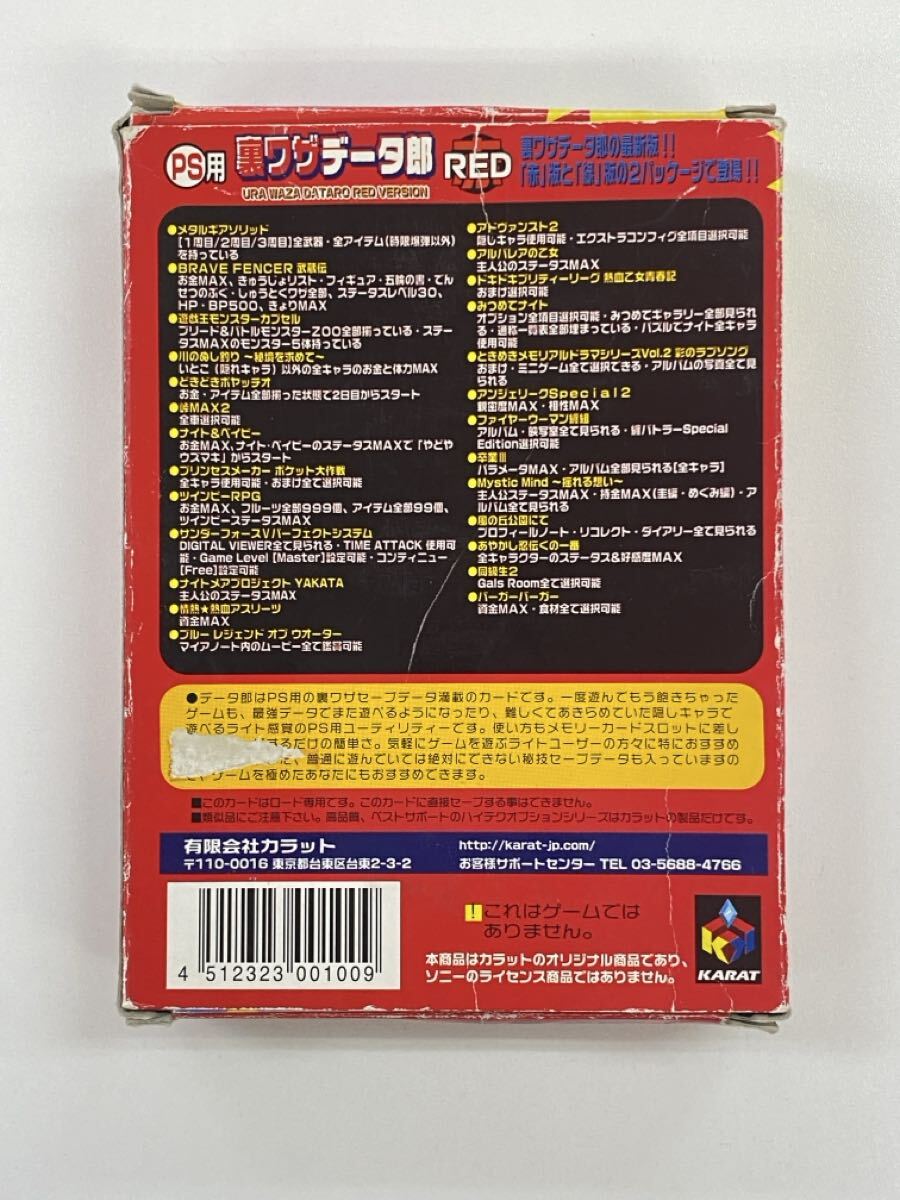 PS用 裏ワザデータ郎 RED
URA WAZA DATARO RED VERSION
裏ワザデータ郎の最新版!!
「赤」版と「緑」版の2パッケージで登場!!
●メタルギアソリッド
[1周目/2周目/3周目]全武器・全アイテム(時限爆弾以外)
を持っている
●BRAVE FENCER 武蔵伝
お金MAX、きゅうじょリスト・フィギュア・五輪の書・でん
せつのぶく・しゅうとくワザ全部、ステータスレベル30、
HP・BP500、きょりMAX
●遊戯王モンスターカプセル
ブリード&バトルモンスターZOO全部揃っている・ステー
タスMAXのモンスター5体持っている
●川のぬし釣り ～秘境を求めて～
いとこ(隠れキャラ)以外の全キャラのお金と体力MAX
●どきどきポヤッチオ
お金・アイテム全部揃った状態で2日目からスタート
●峠MAX2
全車選択可能
●ナイト&ベイビー
お金MAX、ナイト・ベイビーのステータスMAXで「やどや
ウスマキ」からスタート
●プリンセスメーカー ポケット大作戦
全キャラ使用可能・おまけ全て選択可能
●ツインビーRPG
お金MAX、フルーツ全部999個、アイテム全部99個、
ツインビーステータスMAX
●サンダーフォースVパーフェクトシステム
DIGITAL VIEWER全て見られる・TIME ATTACK 使用可
能・Game Level [Master]設定可能・コンティニュー
[Free]設定可能
●ナイトメアプロジェクト YAKATA
主人公のステータスMAX
●情熱★熱血アスリーツ
資金MAX
●ブルー レジェンド オブ ウオーター
マイアノート内のムービー全て鑑賞可能
●アドヴァンスト2
隠しキャラ使用可能・エクストラコンフィグ全項目選択可能
●アルバレアの乙女
主人公のステータスMAX
●ドキドキプリティーリーグ 熱血乙女青春記
おまけ選択可能
●みつめてナイト
オプション全項目選択可能・みつめてギャラリー全部見られ
る・通称一覧表全部埋まっている・パズルでナイト全キャラ
使用可能
●ときめきメモリアルドラマシリーズVol.2 彩のラブソング
おまけ・ミニゲーム全て選択できる・アルバムの写真全て見
られる
●アンジェリークSpecial2
親密度MAX・相性MAX
●ファイヤーウーマン纏組
アルバム・映写室全て見られる・纏バトラーSpecial
Edition選択可能
●卒業III
パラメータMAX・アルバム全部見られる[全キャラ]
●Mystic Mind ～揺れる想い～
主人公ステータスMAX・持金MAX(圭編・めぐみ編)・ア
ルバム全て見られる
●風の丘公園にて
プロフィールノート・リコレクト・ダイアリー全て見られる
●あやかし忍伝くの一番
全キャラクターのステータス&好感度MAX
●同級生2
Gals Room全て選択可能
●バーガーバーガー
資金MAX・食材全て選択可能
●データ郎はPS用の裏ワザセーブデータ満載のカードです。一度遊んでもう飽きちゃった
ゲームも、最強データでまた遊べるようになったり、難しくてあきらめていた隠しキャラで
遊べるライト感覚のPS用ユーティリティーです。使い方もメモリーカードスロットに差し
するだけの簡単さ。気軽にゲームを遊ぶライトユーザーの方々に特におすすめ
普通に遊んでいては絶対にできない秘技セーブデータも入っていますの
ゲームを極めたあなたにもおすすめできます。
■このカードはロード専用です。このカードに直接セーブする事はできません。
■類似品にご注意下さい。高品質、ベストサポートのハイテクオプションシリーズはカラットの製品だけです。
有限会社カラット
〒110-0016 東京都台東区台東2-3-2
http://karat-jp.com/
お客様サポートセンター TEL 03-5688-4766
4 512323 001009
！これはゲームでは
ありません。
本商品はカラットのオリジナル商品であり、
ソニーのライセンス商品ではありません。
KARAT